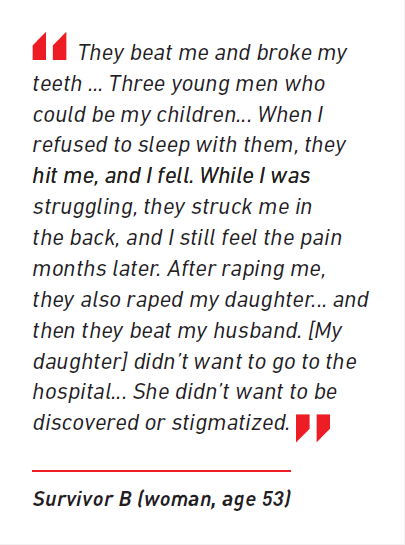 ❝ They beat me and broke my
teeth ... Three young men who
could be my children... When I
refused to sleep with them, they
hit me, and I fell. While I was
struggling, they struck me in
the back, and I still feel the pain
months later. After raping me,
they also raped my daughter... and
then they beat my husband. [My
daughter] didn't want to go to the
hospital... She didn't want to be
discovered or stigmatized. ❞
Survivor B (woman, age 53)